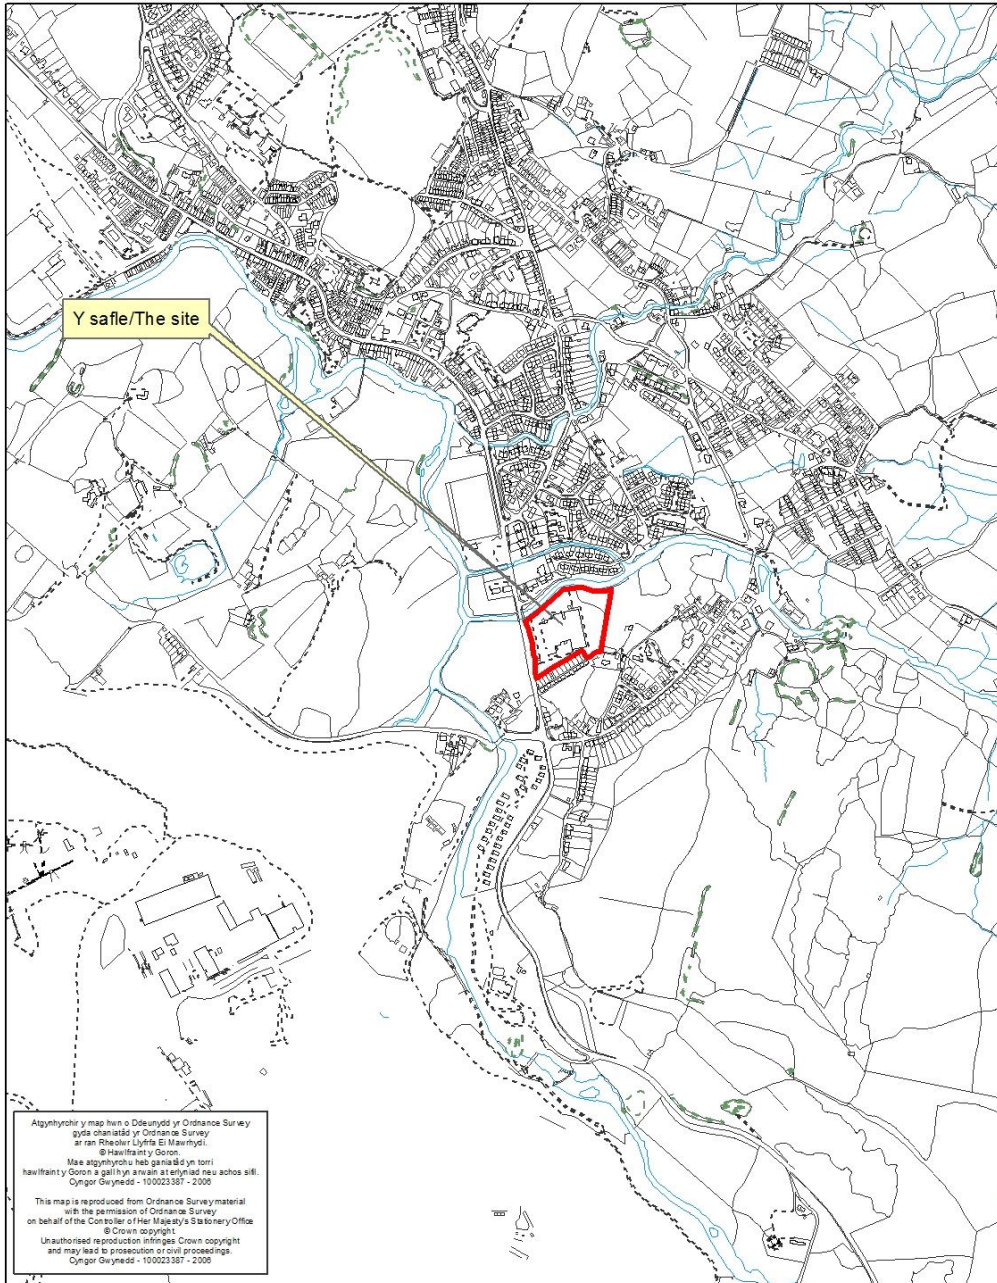 Y safle/The site
Atgynhyrchir y map hwn o Ddeunydd yr Ordnance Survey
gyda chaniatâd yr Ordnance Survey
ar ran Rheolwr Llyfrfa Ei Mawrhydi.
© Hawlfraint y Goron.
Mae atgynhyrchu heb ganiatâd yn torri
hawlfraint y Goron a gall hyn arwain at erlyniad neu achos sifil.
Cyngor Gwynedd - 100023387 - 2006
This map is reproduced from Ordnance Survey material
with the permission of Ordnance Survey
on behalf of the Controller of Her Majesty's Stationery Office
© Crown copyright.
Unauthorised reproduction infringes Crown copyright
and may lead to prosecution or civil proceedings.
Cyngor Gwynedd - 100023387 - 2006